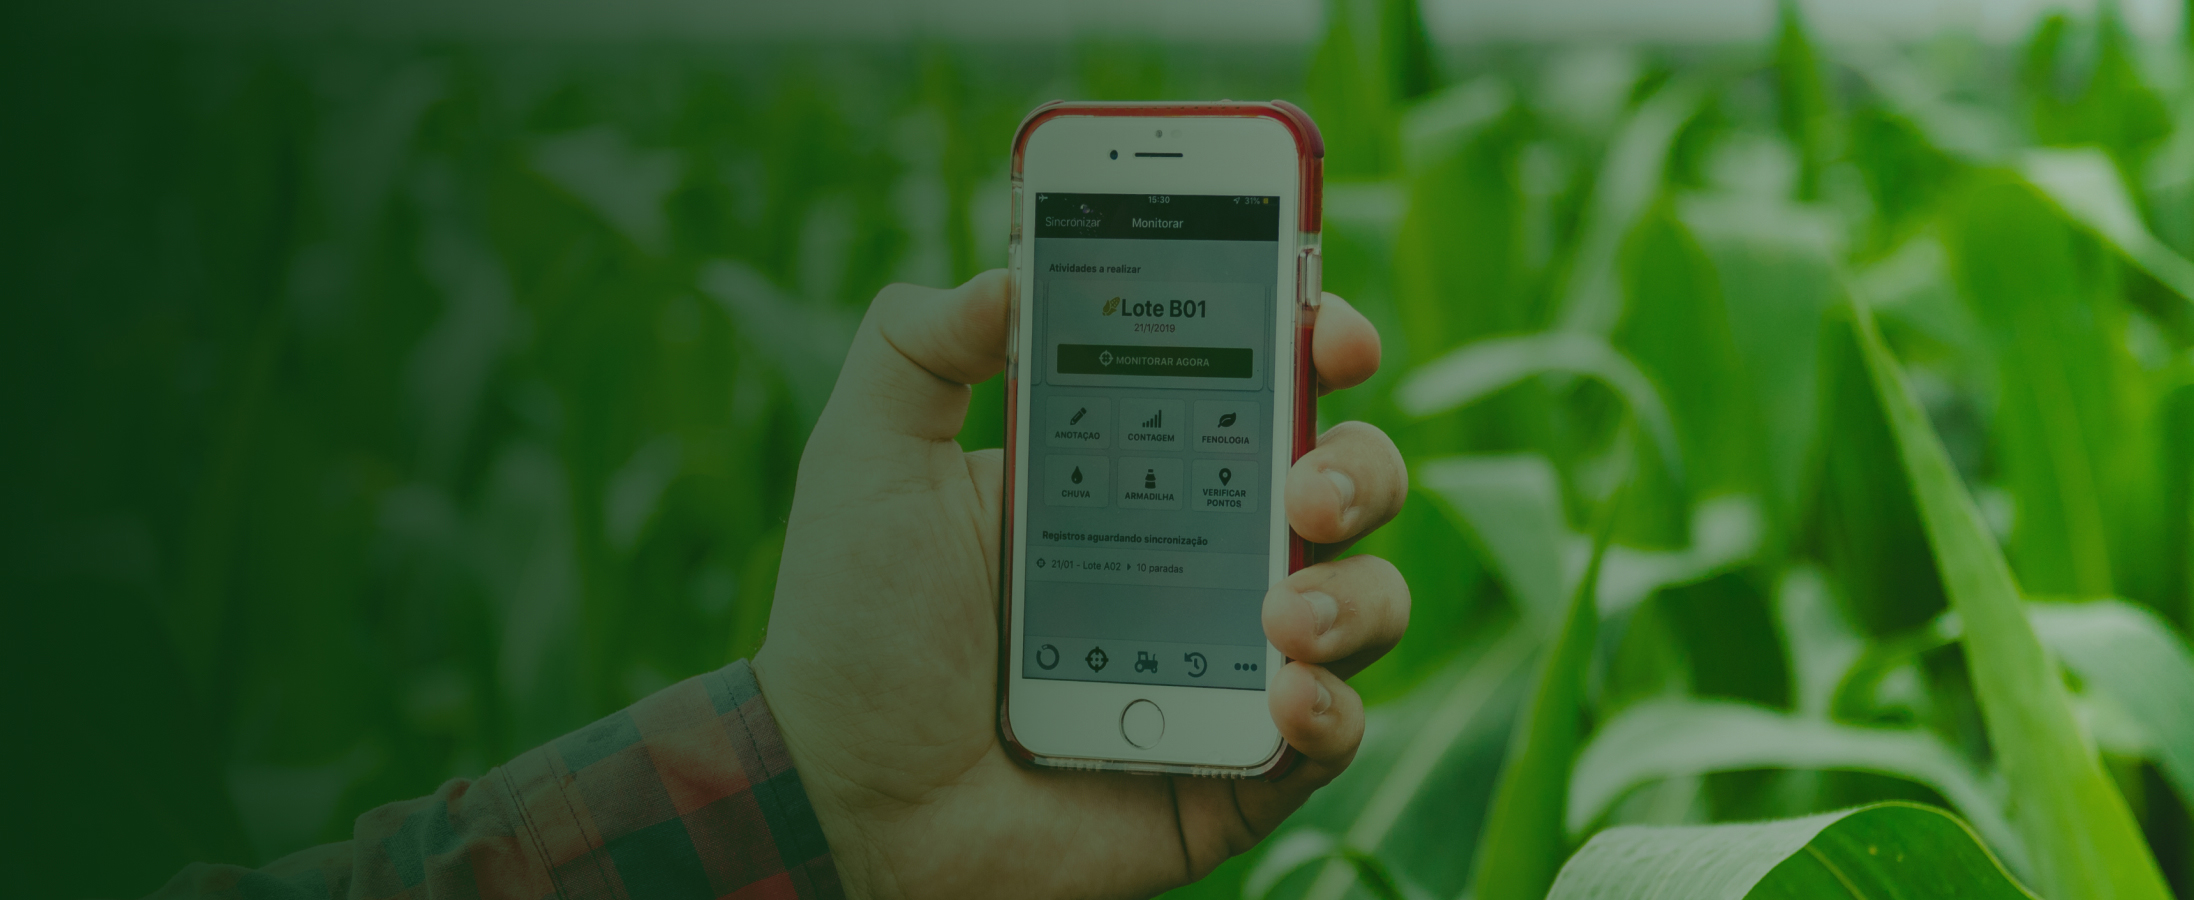 15:30 31%
Sincronizar Monitorar
Atividades a realizar
Lote B01
21/1/2019
MONITORAR AGORA
ANOTAÇÃO CONTAGEM FENOLOGIA
CHUVA ARMADILHA VERIFICAR
PONTOS
Registros aguardando sincronização
21/01 - Lote A02 10 paradas